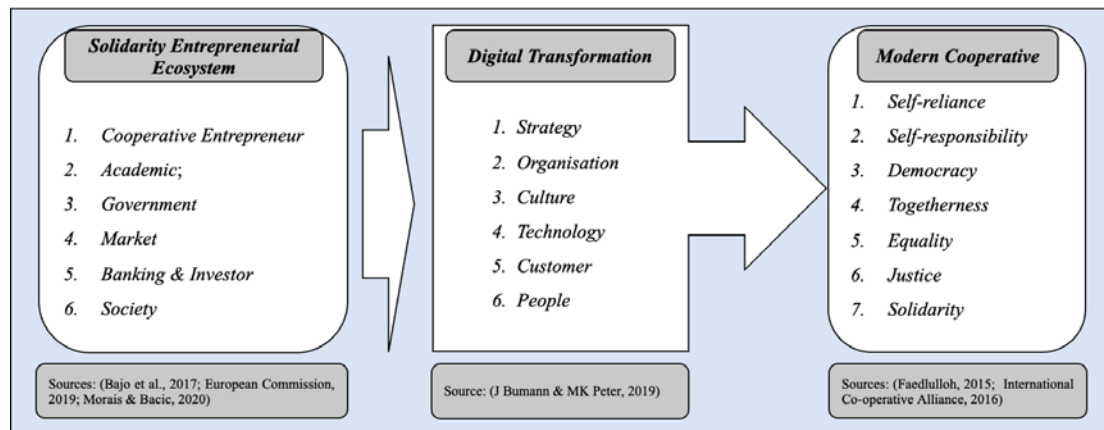 Solidarity Entrepreneurial
Ecosystem
1. Cooperative Entrepreneur
2. Academic;
3. Government
4. Market
5. Banking & Investor
6. Society
Sources: (Bajo et al., 2017; European Commission,
2019; Morais & Bacic, 2020)
Digital Transformation
1. Strategy
2. Organisation
3. Culture
4. Technology
5. Customer
6. People
Source: (J Bumann & MK Peter, 2019)
Modern Cooperative
1. Self-reliance
2. Self-responsibility
3. Democracy
4. Togetherness
5. Equality
6. Justice
7. Solidarity
Sources: (Faedlulloh, 2015; International
Co-operative Alliance, 2016)